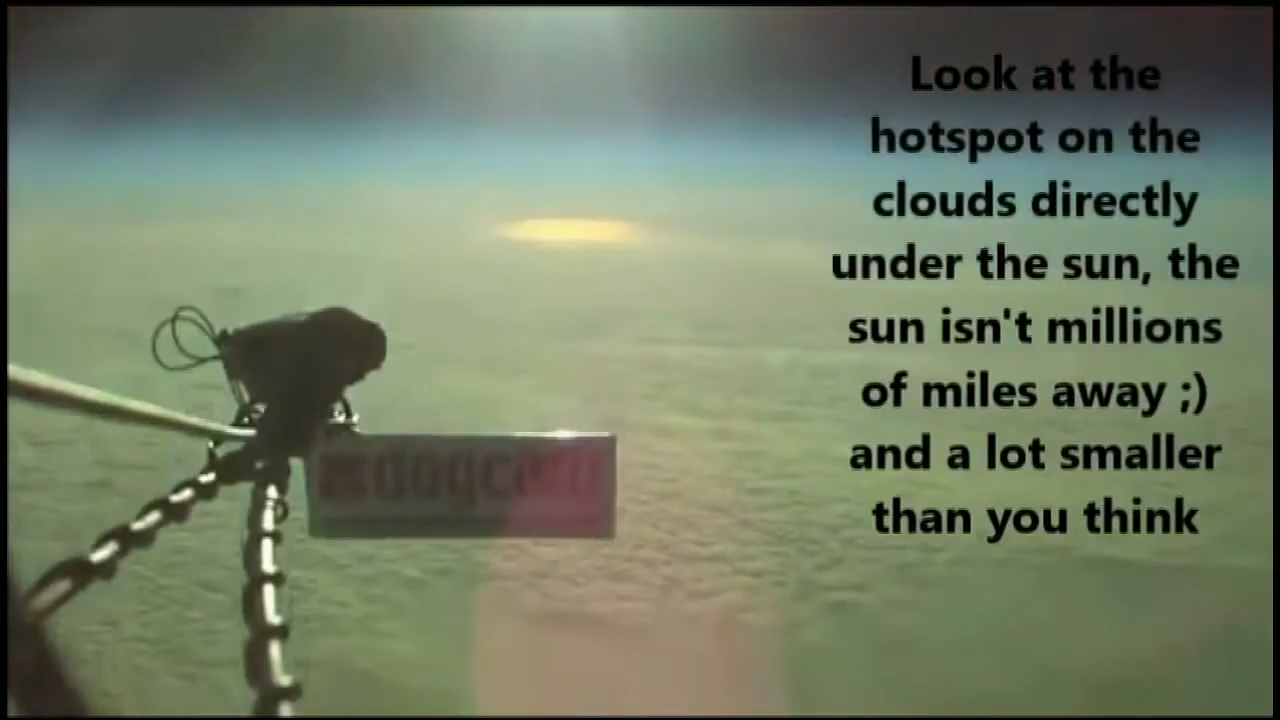 Look at the
hotspot on the
clouds directly
under the sun, the
sun isn't millions
of miles away ;)
and a lot smaller
than you think